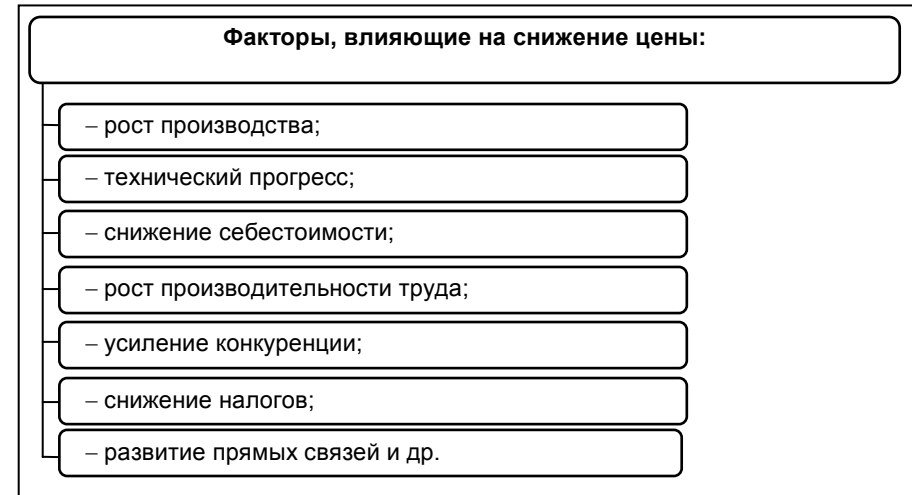 Факторы, влияющие на снижение цены:
– рост производства;
– технический прогресс;
– снижение себестоимости;
– рост производительности труда;
– усиление конкуренции;
– снижение налогов;
– развитие прямых связей и др.